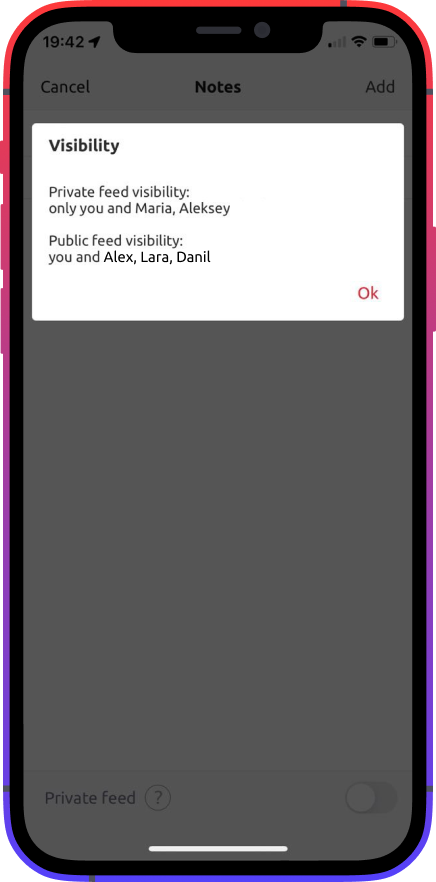 19:42
Cancel Notes Add
Visibility
Private feed visibility:
only you and Maria, Aleksey
Public feed visibility:
you and Alex, Lara, Danil
Ok
Private feed ?